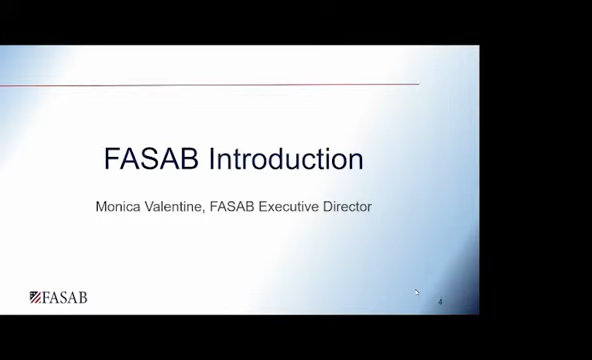 FASAB Introduction
Monica Valentine, FASAB Executive Director
FASAB
4